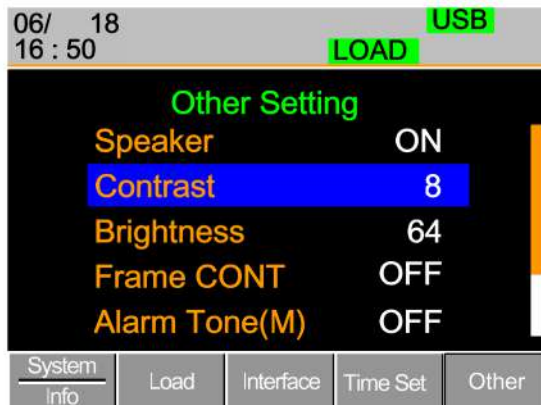 06/ 18 USB
16 : 50 LOAD
Other Setting
Speaker ON
Contrast 8
Brightness 64
Frame CONT OFF
Alarm Tone(M) OFF
System Load Interface Time Set Other
Info